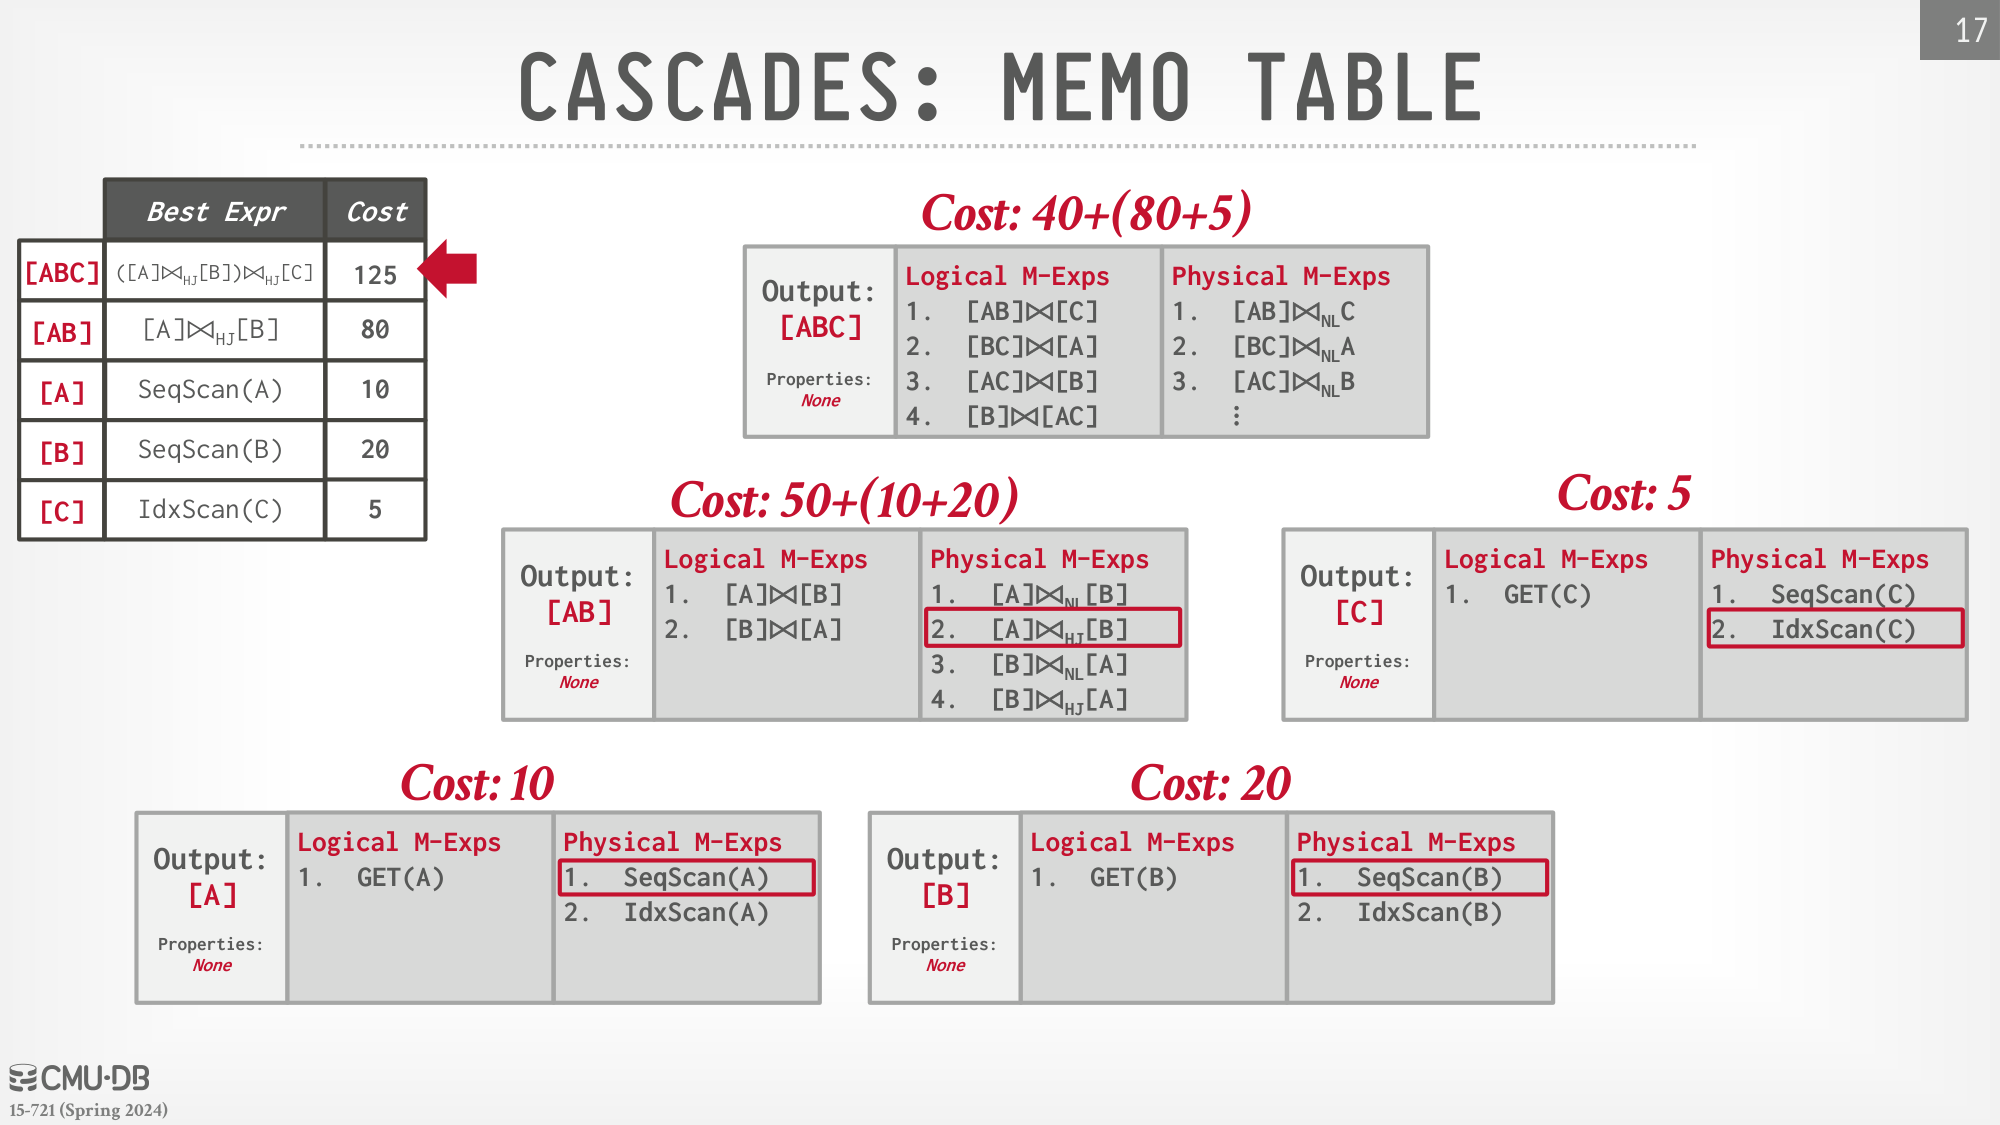 17
CASCADES: MEMO TABLE
Best Expr Cost
[ABC] ([A]⋈HJ[B])⋈HJ[C] 125
[AB] [A]⋈HJ[B] 80
[A] SeqScan(A) 10
[B] SeqScan(B) 20
[C] IdxScan(C) 5
Cost: 40+(80+5)
Output:
[ABC]
Properties:
None
Logical M-Exps
1. [AB]⋈[C]
2. [BC]⋈[A]
3. [AC]⋈[B]
4. [B]⋈[AC]
Physical M-Exps
1. [AB]⋈NLC
2. [BC]⋈NLA
3. [AC]⋈NLB
⋮
Cost: 50+(10+20)
Output:
[AB]
Properties:
None
Logical M-Exps
1. [A]⋈[B]
2. [B]⋈[A]
Physical M-Exps
1. [A]⋈NL[B]
2. [A]⋈HJ[B]
3. [B]⋈NL[A]
4. [B]⋈HJ[A]
Cost: 5
Output:
[C]
Properties:
None
Logical M-Exps
1. GET(C)
Physical M-Exps
1. SeqScan(C)
2. IdxScan(C)
Cost: 10
Output:
[A]
Properties:
None
Logical M-Exps
1. GET(A)
Physical M-Exps
1. SeqScan(A)
2. IdxScan(A)
Cost: 20
Output:
[B]
Properties:
None
Logical M-Exps
1. GET(B)
Physical M-Exps
1. SeqScan(B)
2. IdxScan(B)
CMU·DB
15-721 (Spring 2024)